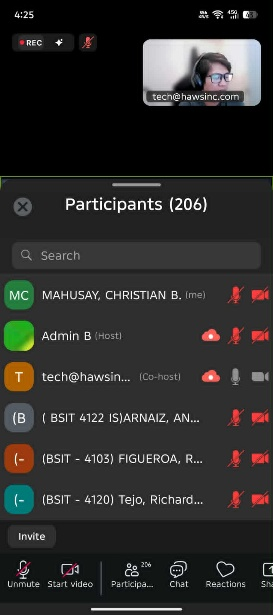 4:25
REC
tech@hawsinc.com
Participants (206)
Search
MC MAHUSAY, CHRISTIAN B. (me)
Admin B (Host)
T tech@hawsin... (Co-host)
(B ( BSIT 4122 IS)ARNAIZ, AN...
(- (BSIT - 4103) FIGUEROA, R...
(- (BSIT - 4120) Tejo, Richard...
Invite
206
Unmute Start video Participa... Chat Reactions Sha